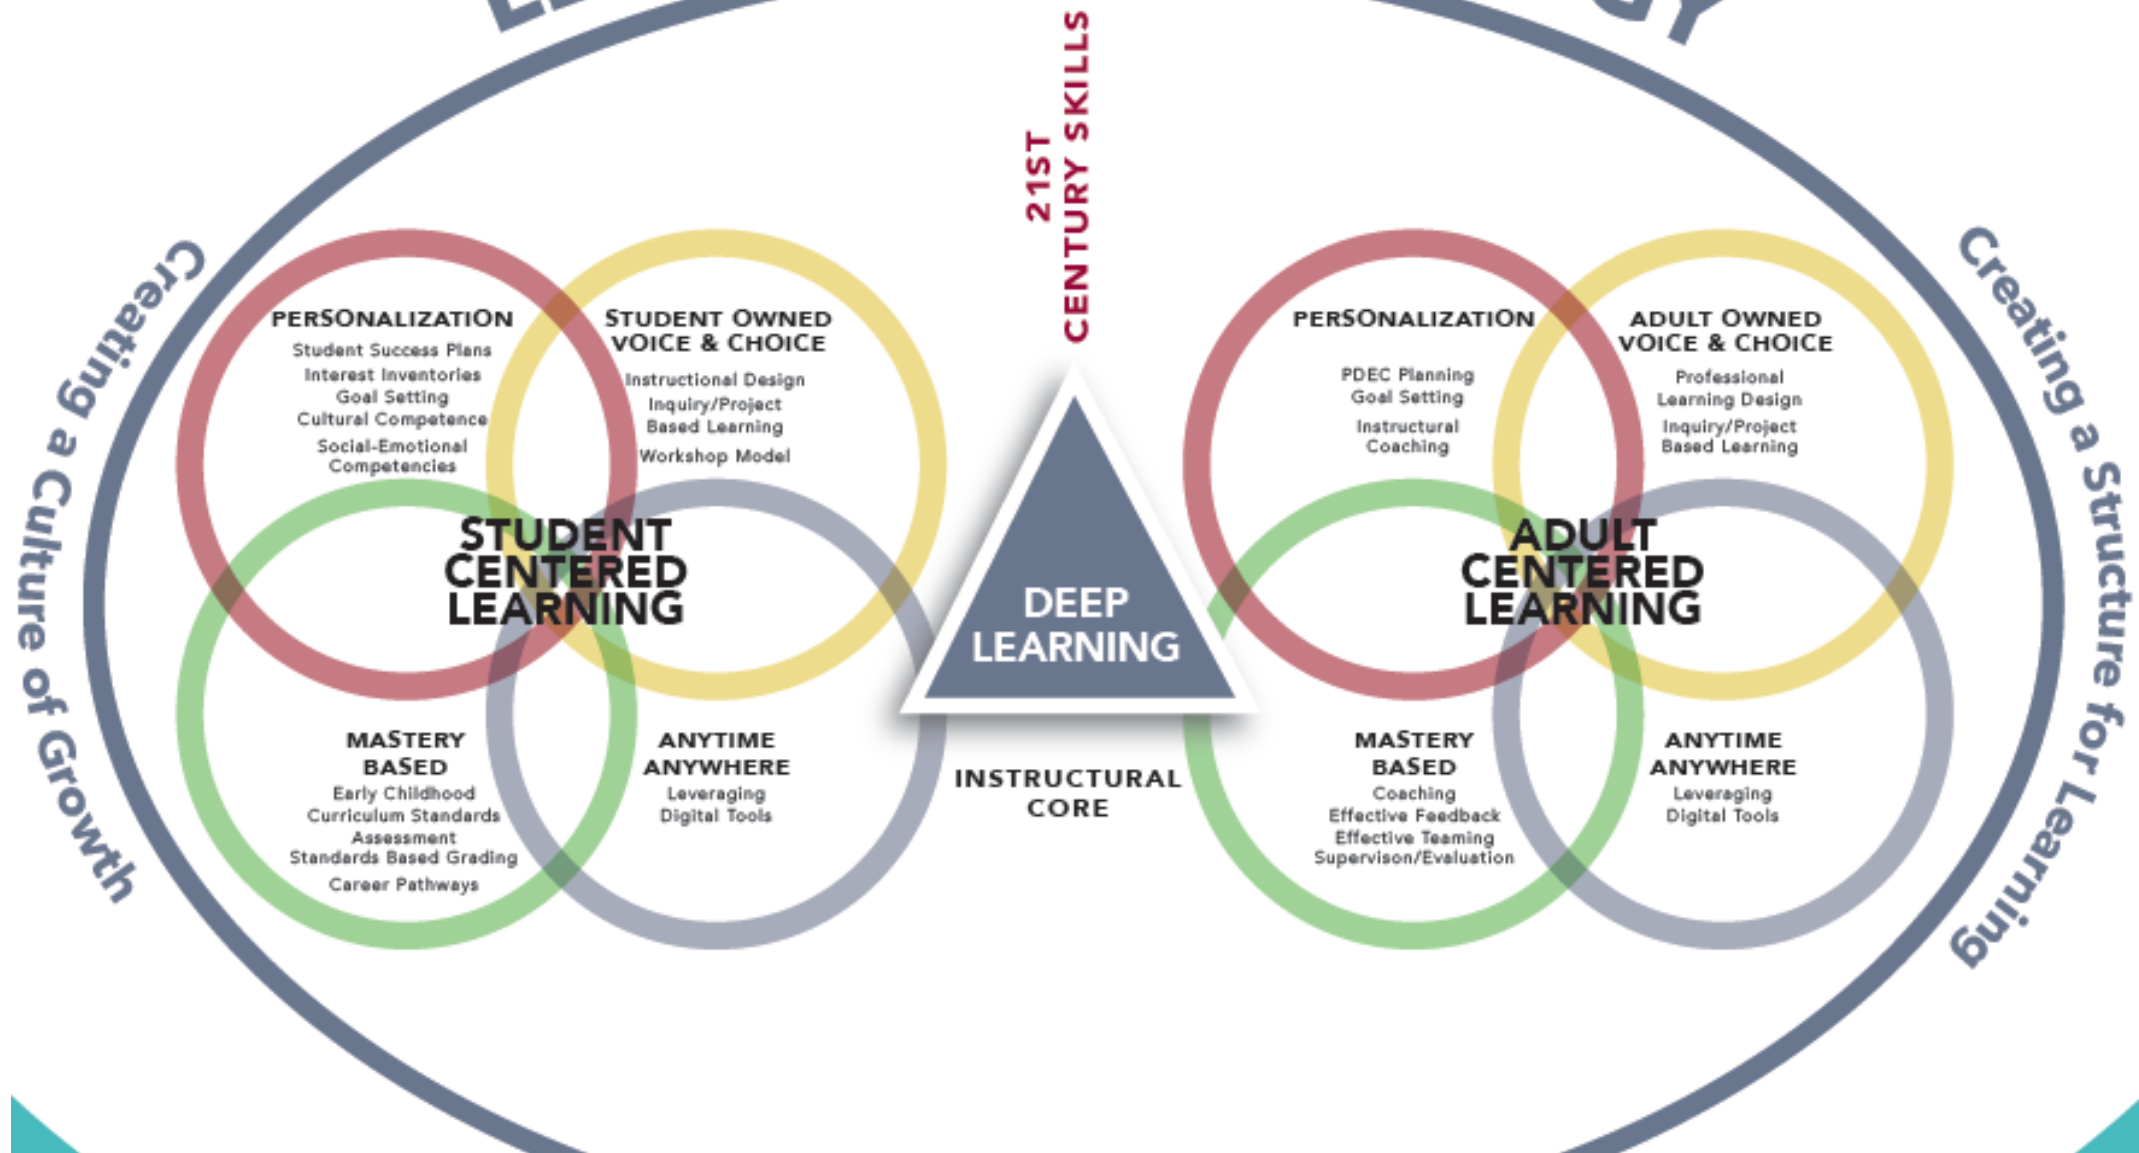 21ST
CENTURY SKILLS
Creating a Culture of Growth
PERSONALIZATION
Student Success Plans
Interest Inventories
Goal Setting
Cultural Competence
Social-Emotional
Competencies
STUDENT OWNED
VOICE & CHOICE
Instructional Design
Inquiry/Project
Based Learning
Workshop Model
STUDENT
CENTERED
LEARNING
MASTERY
BASED
Early Childhood
Curriculum Standards
Assessment
Standards Based Grading
Career Pathways
ANYTIME
ANYWHERE
Leveraging
Digital Tools
DEEP
LEARNING
INSTRUCTURAL
CORE
PERSONALIZATION
PDEC Planning
Goal Setting
Instructural
Coaching
ADULT OWNED
VOICE & CHOICE
Professional
Learning Design
Inquiry/Project
Based Learning
ADULT
CENTERED
LEARNING
MASTERY
BASED
Coaching
Effective Feedback
Effective Teaming
Supervison/Evaluation
ANYTIME
ANYWHERE
Leveraging
Digital Tools
Creating a Structure for Learning